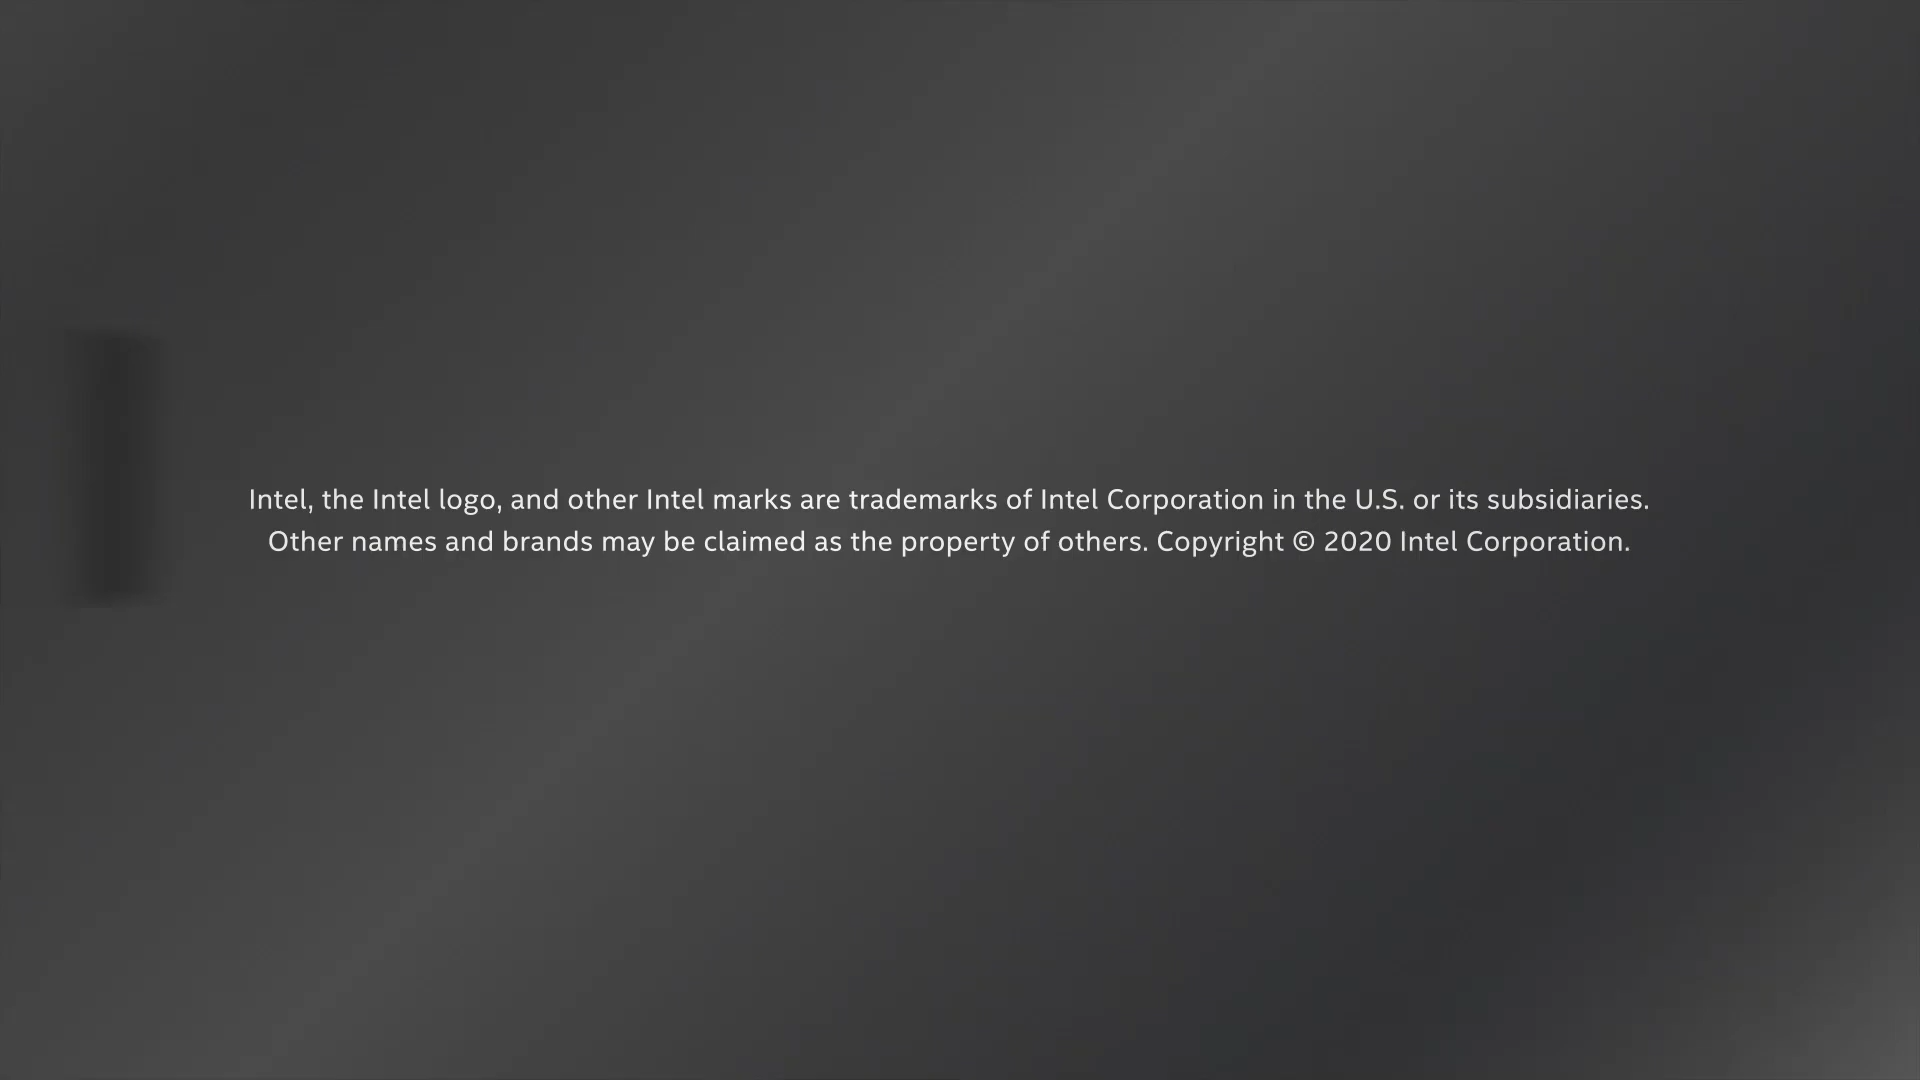 Intel, the Intel logo, and other Intel marks are trademarks of Intel Corporation in the U.S. or its subsidiaries.
Other names and brands may be claimed as the property of others. Copyright © 2020 Intel Corporation.